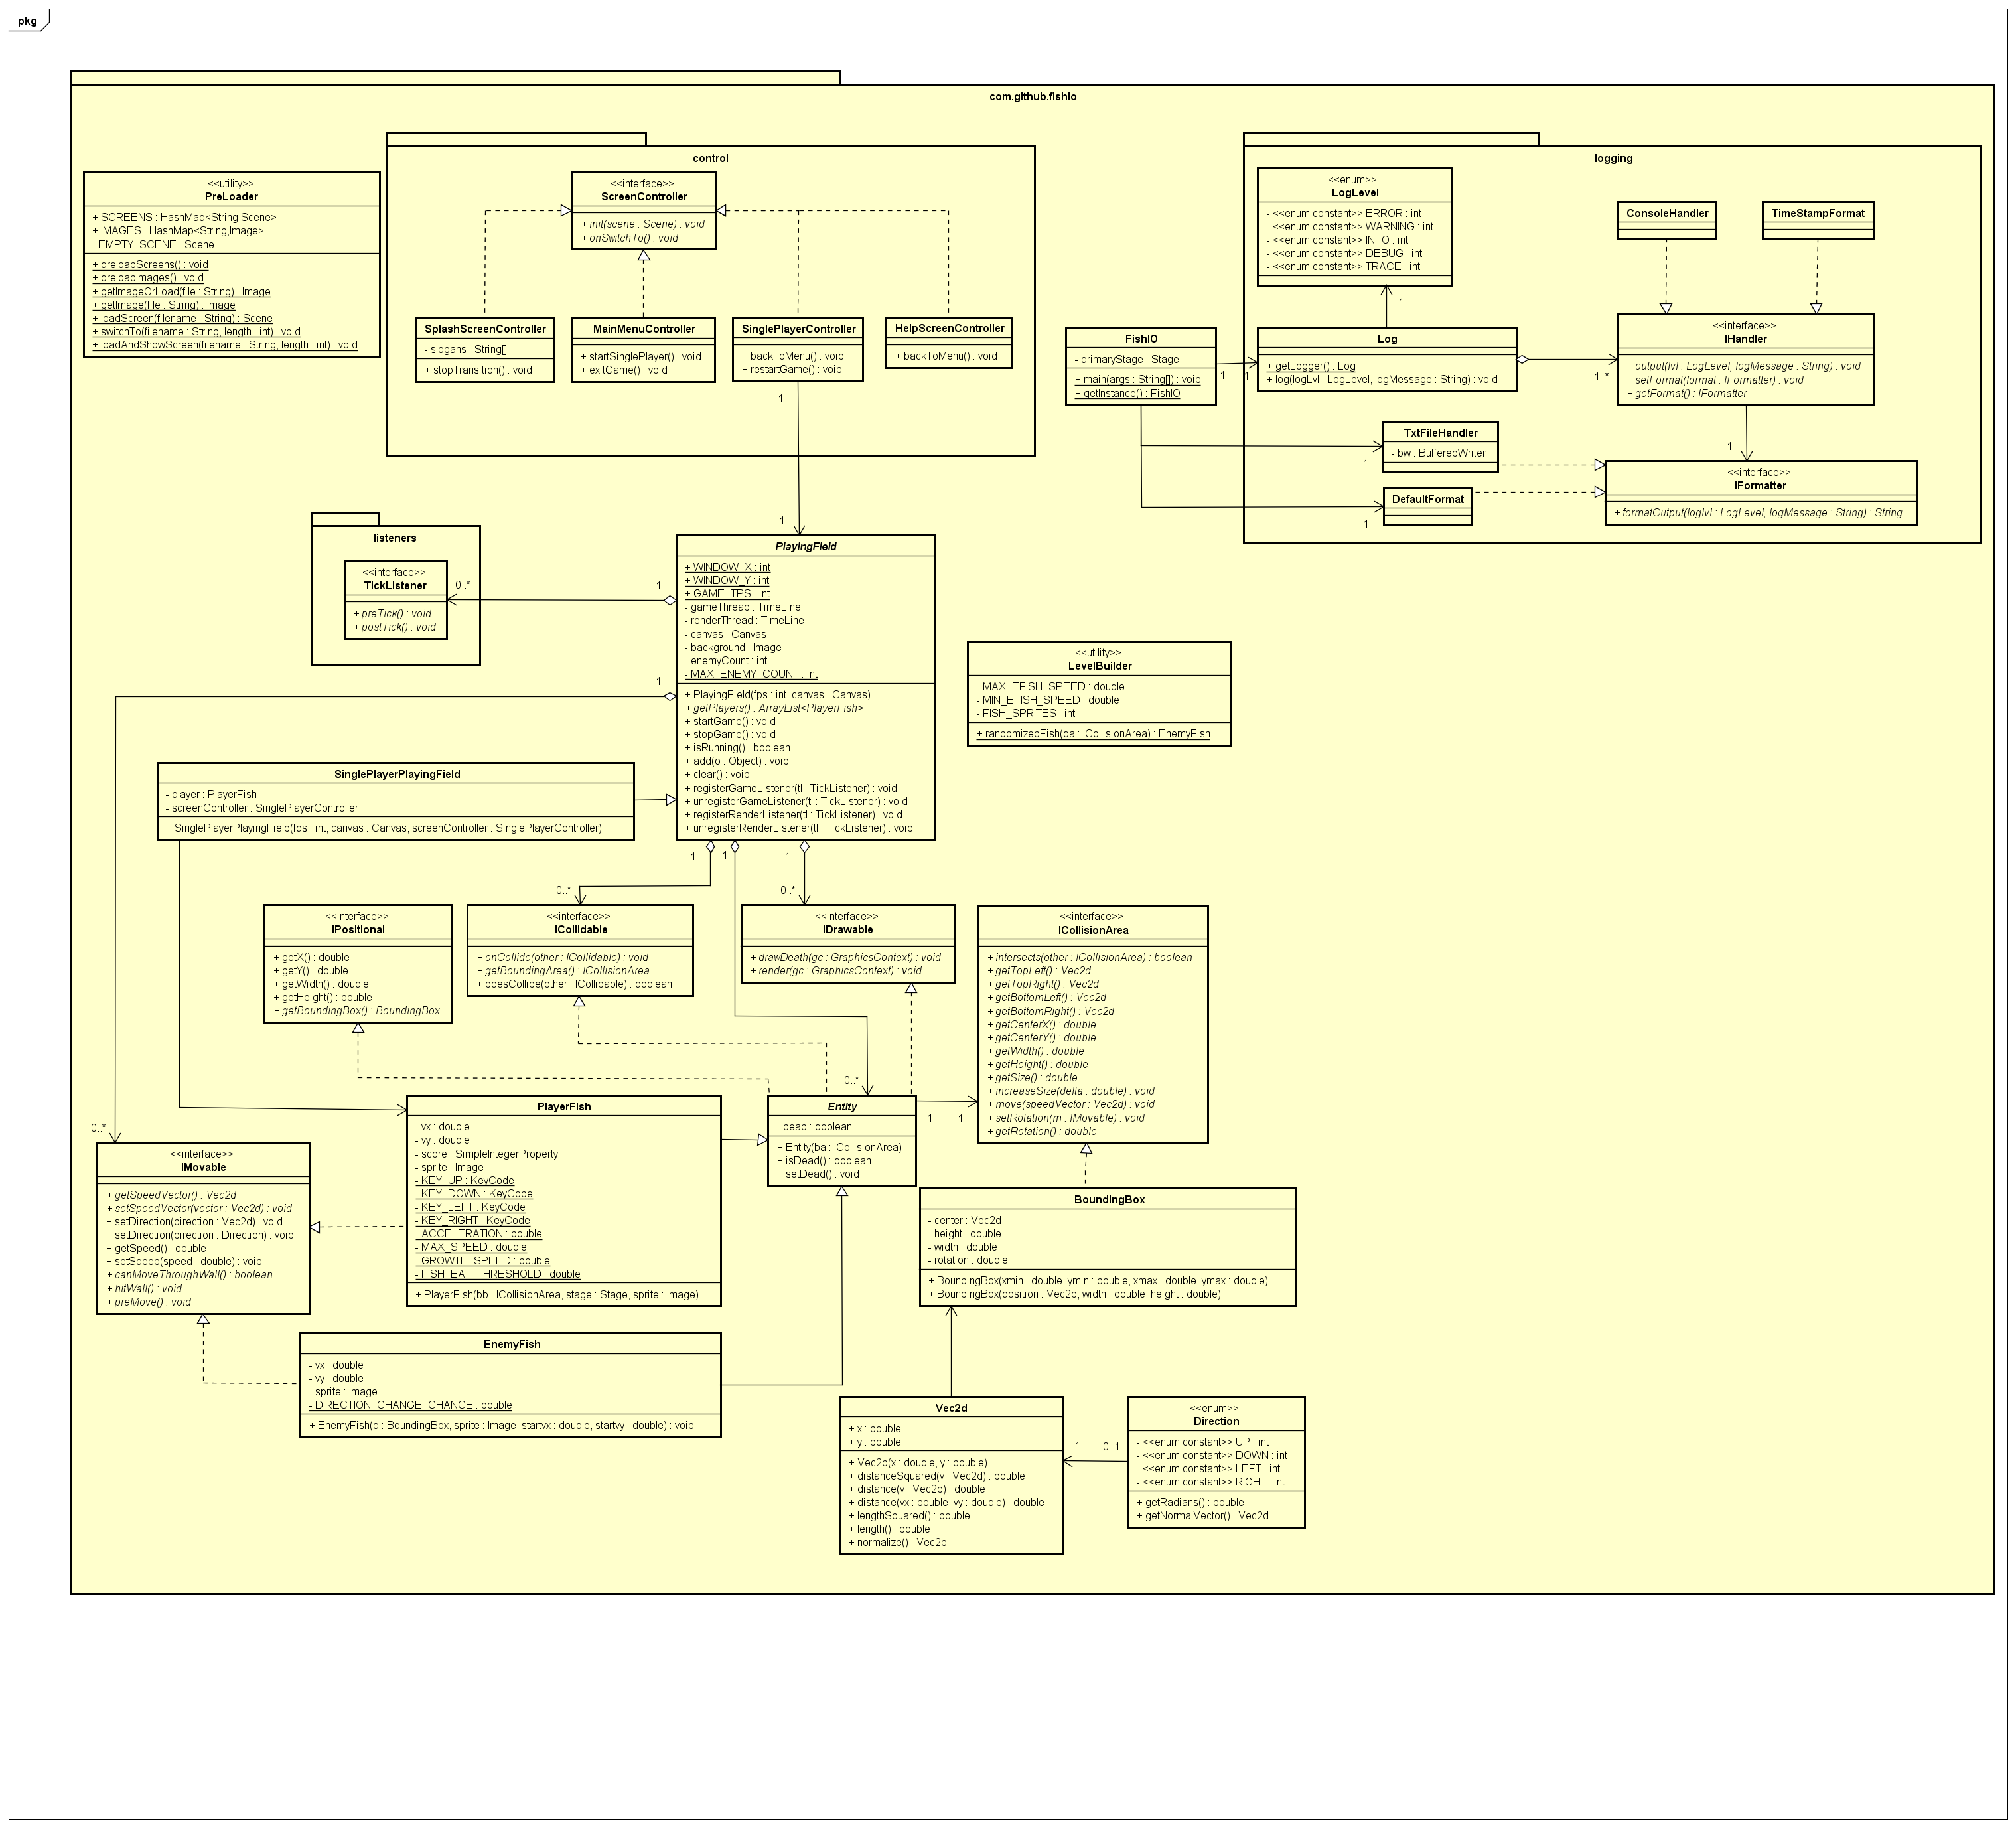 pkg
com.github.fishio
control
logging
<<utility>>
PreLoader
+ SCREENS : HashMap<String,Scene>
+ IMAGES : HashMap<String,Image>
- EMPTY_SCENE : Scene
+ preloadScreens() : void
+ preloadImages() : void
+ getImageOrLoad(file : String) : Image
+ getImage(file : String) : Image
+ loadScreen(filename : String) : Scene
+ switchTo(filename : String, length : int) : void
+ loadAndShowScreen(filename : String, length : int) : void
<<interface>>
ScreenController
+ init(scene : Scene) : void
+ onSwitchTo() : void
SplashScreenController
- slogans : String[]
+ stopTransition() : void
MainMenuController
+ startSinglePlayer() : void
+ exitGame() : void
SinglePlayerController
+ backToMenu() : void
+ restartGame() : void
HelpScreenController
+ backToMenu() : void
1
1
<<enum>>
LogLevel
- <<enum constant>> ERROR : int
- <<enum constant>> WARNING : int
- <<enum constant>> INFO : int
- <<enum constant>> DEBUG : int
- <<enum constant>> TRACE : int
1
ConsoleHandler
TimeStampFormat
FishIO
- primaryStage : Stage
+ main(args : String[]) : void
+ getInstance() : FishIO
1
1
Log
+ getLogger() : Log
+ log(logLvl : LogLevel, logMessage : String) : void
1..*
<<interface>>
IHandler
+ output(lvl : LogLevel, logMessage : String) : void
+ setFormat(format : IFormatter) : void
+ getFormat() : IFormatter
1
TxtFileHandler
- bw : BufferedWriter
1
DefaultFormat
1
<<interface>>
IFormatter
+ formatOutput(loglvl : LogLevel, logMessage : String) : String
listeners
<<interface>>
TickListener
+ preTick() : void
+ postTick() : void
0..*
1
PlayingField
+ WINDOW_X : int
+ WINDOW_Y : int
+ GAME_TPS : int
- gameThread : TimeLine
- renderThread : TimeLine
- canvas : Canvas
- background : Image
- enemyCount : int
- MAX_ENEMY_COUNT : int
+ PlayingField(fps : int, canvas : Canvas)
+ getPlayers() : ArrayList<PlayerFish>
+ startGame() : void
+ stopGame() : void
+ isRunning() : boolean
+ add(o : Object) : void
+ clear() : void
+ registerGameListener(tl : TickListener) : void
+ unregisterGameListener(tl : TickListener) : void
+ registerRenderListener(tl : TickListener) : void
+ unregisterRenderListener(tl : TickListener) : void
1
<<utility>>
LevelBuilder
- MAX_EFISH_SPEED : double
- MIN_EFISH_SPEED : double
- FISH_SPRITES : int
+ randomizedFish(ba : ICollisionArea) : EnemyFish
SinglePlayerPlayingField
- player : PlayerFish
- screenController : SinglePlayerController
+ SinglePlayerPlayingField(fps : int, canvas : Canvas, screenController : SinglePlayerController)
1
1
1
0..*
0..*
<<interface>>
IPositional
+ getX() : double
+ getY() : double
+ getWidth() : double
+ getHeight() : double
+ getBoundingBox() : BoundingBox
<<interface>>
ICollidable
+ onCollide(other : ICollidable) : void
+ getBoundingArea() : ICollisionArea
+ doesCollide(other : ICollidable) : boolean
<<interface>>
IDrawable
+ drawDeath(gc : GraphicsContext) : void
+ render(gc : GraphicsContext) : void
<<interface>>
ICollisionArea
+ intersects(other : ICollisionArea) : boolean
+ getTopLeft() : Vec2d
+ getTopRight() : Vec2d
+ getBottomLeft() : Vec2d
+ getBottomRight() : Vec2d
+ getCenterX() : double
+ getCenterY() : double
+ getWidth() : double
+ getHeight() : double
+ getSize() : double
+ increaseSize(delta : double) : void
+ move(speedVector : Vec2d) : void
+ setRotation(m : IMovable) : void
+ getRotation() : double
0..*
Entity
- dead : boolean
+ Entity(ba : ICollisionArea)
+ isDead() : boolean
+ setDead() : void
1
1
PlayerFish
- vx : double
- vy : double
- score : SimpleIntegerProperty
- sprite : Image
- KEY_UP : KeyCode
- KEY_DOWN : KeyCode
- KEY_LEFT : KeyCode
- KEY_RIGHT : KeyCode
- ACCELERATION : double
- MAX_SPEED : double
- GROWTH_SPEED : double
- FISH_EAT_THRESHOLD : double
+ PlayerFish(bb : ICollisionArea, stage : Stage, sprite : Image)
0..*
<<interface>>
IMovable
+ getSpeedVector() : Vec2d
+ setSpeedVector(vector : Vec2d) : void
+ setDirection(direction : Vec2d) : void
+ setDirection(direction : Direction) : void
+ getSpeed() : double
+ setSpeed(speed : double) : void
+ canMoveThroughWall() : boolean
+ hitWall() : void
+ preMove() : void
BoundingBox
- center : Vec2d
- height : double
- width : double
- rotation : double
+ BoundingBox(xmin : double, ymin : double, xmax : double, ymax : double)
+ BoundingBox(position : Vec2d, width : double, height : double)
EnemyFish
- vx : double
- vy : double
- sprite : Image
- DIRECTION_CHANGE_CHANCE : double
+ EnemyFish(b : BoundingBox, sprite : Image, startvx : double, startvy : double) : void
Vec2d
+ x : double
+ y : double
+ Vec2d(x : double, y : double)
+ distanceSquared(v : Vec2d) : double
+ distance(v : Vec2d) : double
+ distance(vx : double, vy : double) : double
+ lengthSquared() : double
+ length() : double
+ normalize() : Vec2d
1
0..1
<<enum>>
Direction
- <<enum constant>> UP : int
- <<enum constant>> DOWN : int
- <<enum constant>> LEFT : int
- <<enum constant>> RIGHT : int
+ getRadians() : double
+ getNormalVector() : Vec2d